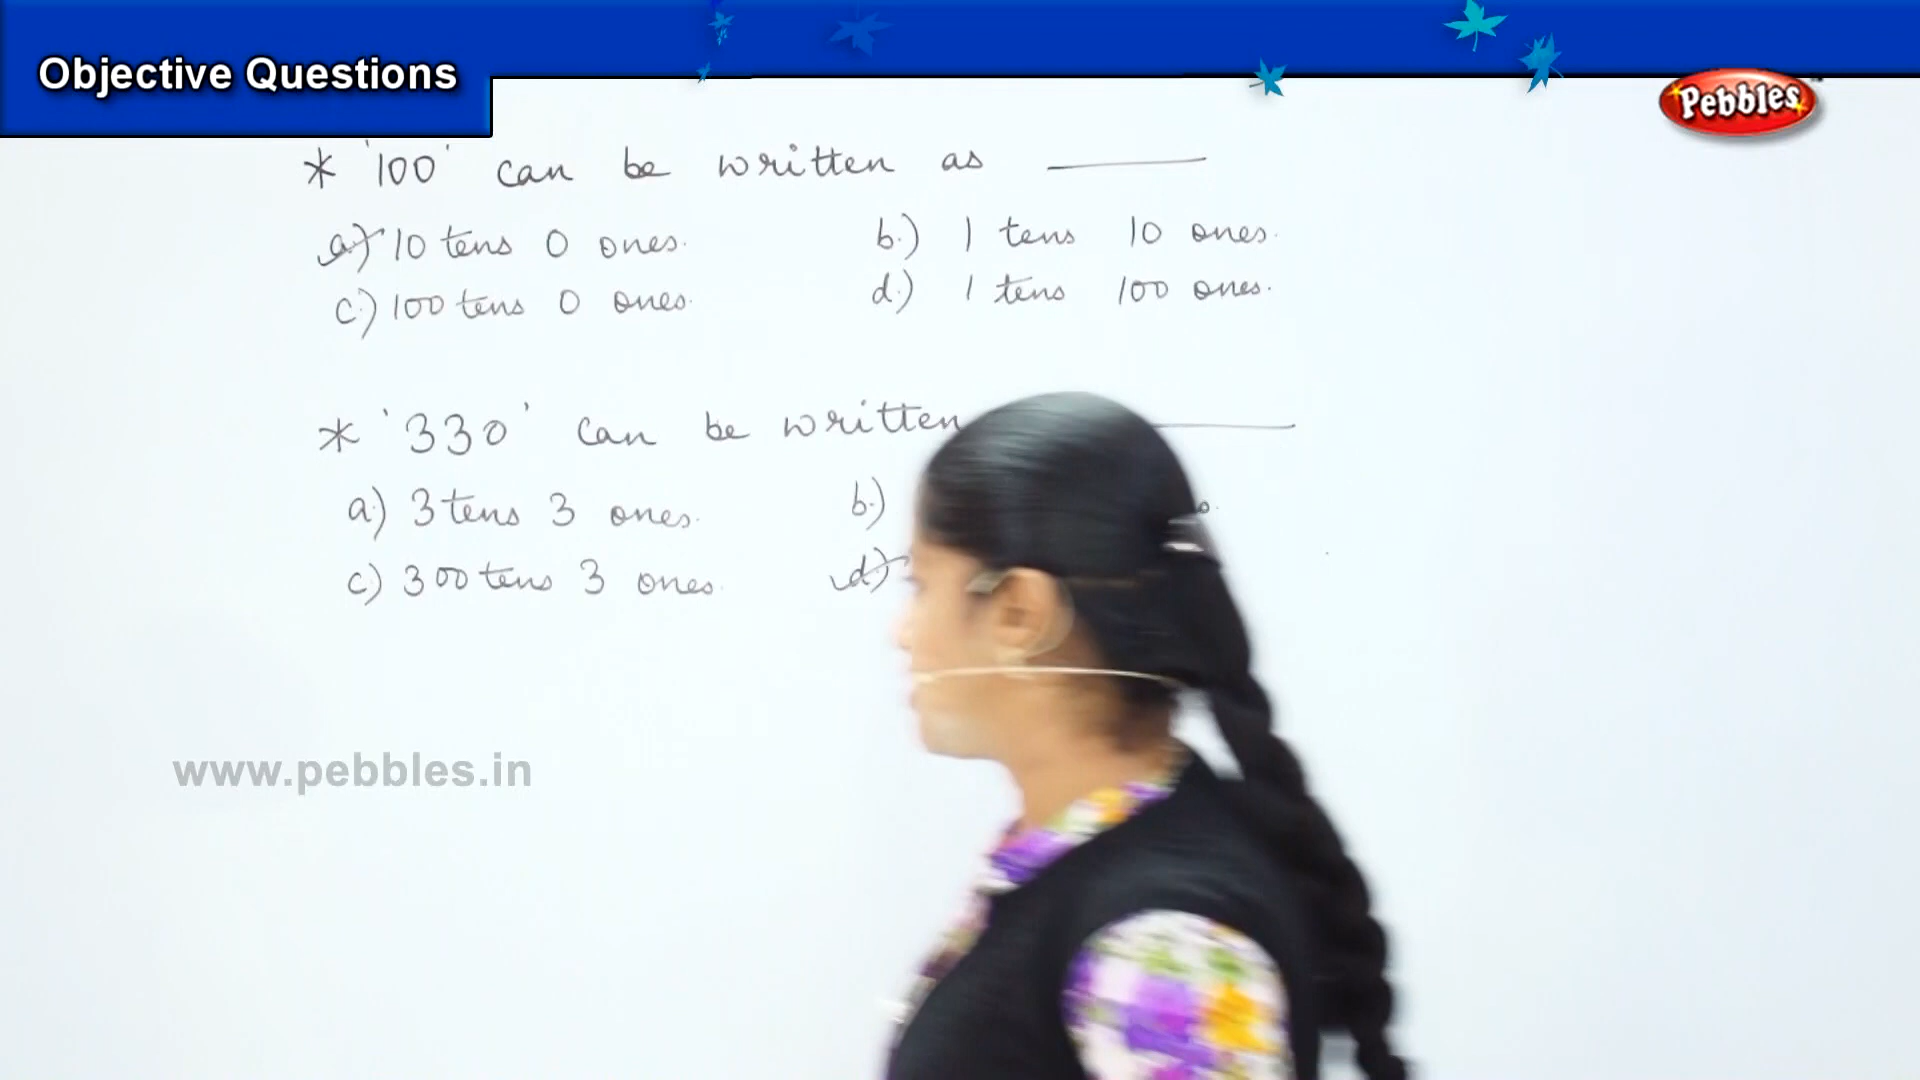 Objective Questions
Pebbles
* '100' can be written as
a) 10 tens 0 ones.
b.) 1 tens 10 ones.
c.) 100 tens 0 ones.
d.) 1 tens 100 ones.
* '330' can be written
a.) 3 tens 3 ones.
b.)
c) 300 tens 3 ones.
d.)
www.pebbles.in